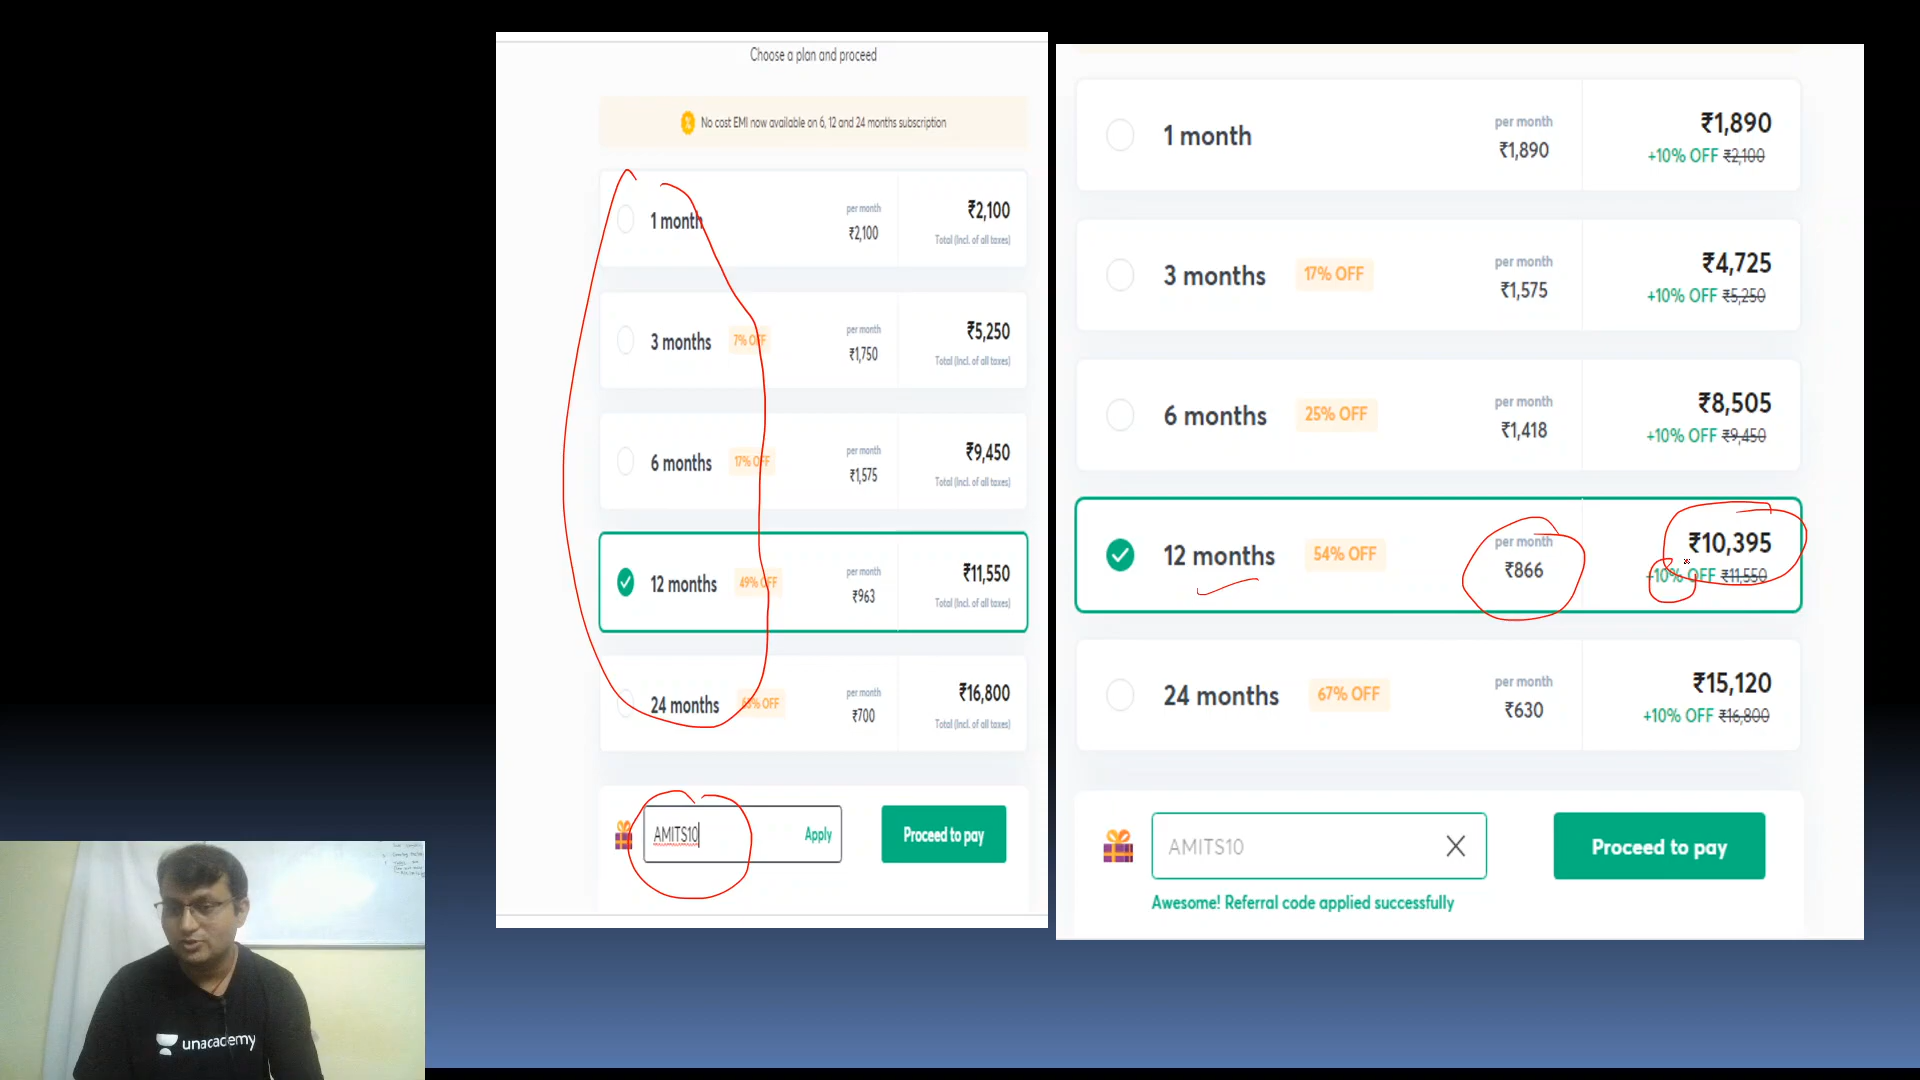 Choose a plan and proceed
No cost EMI now available on 6, 12 and 24 months subscription
1 month
per month
₹2,100
₹2,100
Total (Incl. of all taxes)
3 months
7% OFF
per month
₹1,750
₹5,250
Total (Incl. of all taxes)
6 months
17% OFF
per month
₹1,575
₹9,450
Total (Incl. of all taxes)
12 months
49% OFF
per month
₹963
₹11,550
Total (Incl. of all taxes)
24 months
OFF
per month
₹700
₹16,800
Total (Incl. of all taxes)
AMITS10
Apply
Proceed to pay
1 month
per month
₹1,890
₹1,890
+10% OFF ₹2,100
3 months
17% OFF
per month
₹1,575
₹4,725
+10% OFF ₹5,250
6 months
25% OFF
per month
₹1,418
₹8,505
+10% OFF ₹9,450
12 months
54% OFF
per month
₹866
₹10,395
+10% OFF ₹11,550
24 months
67% OFF
per month
₹630
₹15,120
+10% OFF ₹16,800
AMITS10
Proceed to pay
Awesome! Referral code applied successfully
unacademy